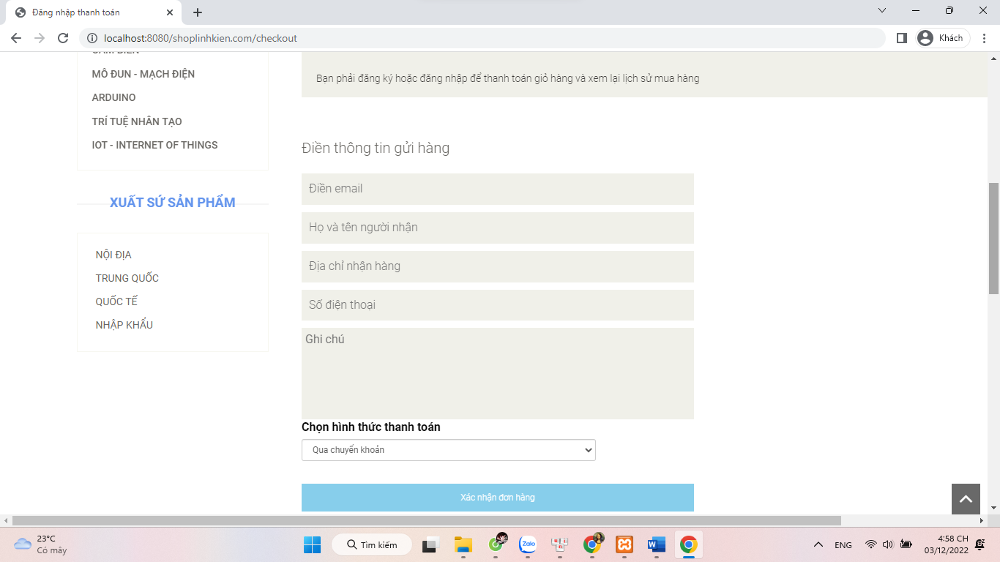 Đăng nhập thanh toán
localhost:8080/shoplinhkien.com/checkout
Khách
CẢM BIẾN
MÔ ĐUN - MẠCH ĐIỆN
ARDUINO
TRÍ TUỆ NHÂN TẠO
IOT - INTERNET OF THINGS
XUẤT SỨ SẢN PHẨM
NỘI ĐỊA
TRUNG QUỐC
QUỐC TẾ
NHẬP KHẨU
Bạn phải đăng ký hoặc đăng nhập để thanh toán giỏ hàng và xem lại lịch sử mua hàng
Điền thông tin gửi hàng
Điền email
Họ và tên người nhận
Địa chỉ nhận hàng
Số điện thoại
Ghi chú
Chọn hình thức thanh toán
Qua chuyển khoản
Xác nhận đơn hàng
23°C
Có mây
Tìm kiếm
Zalo
ENG
4:58 CH
03/12/2022